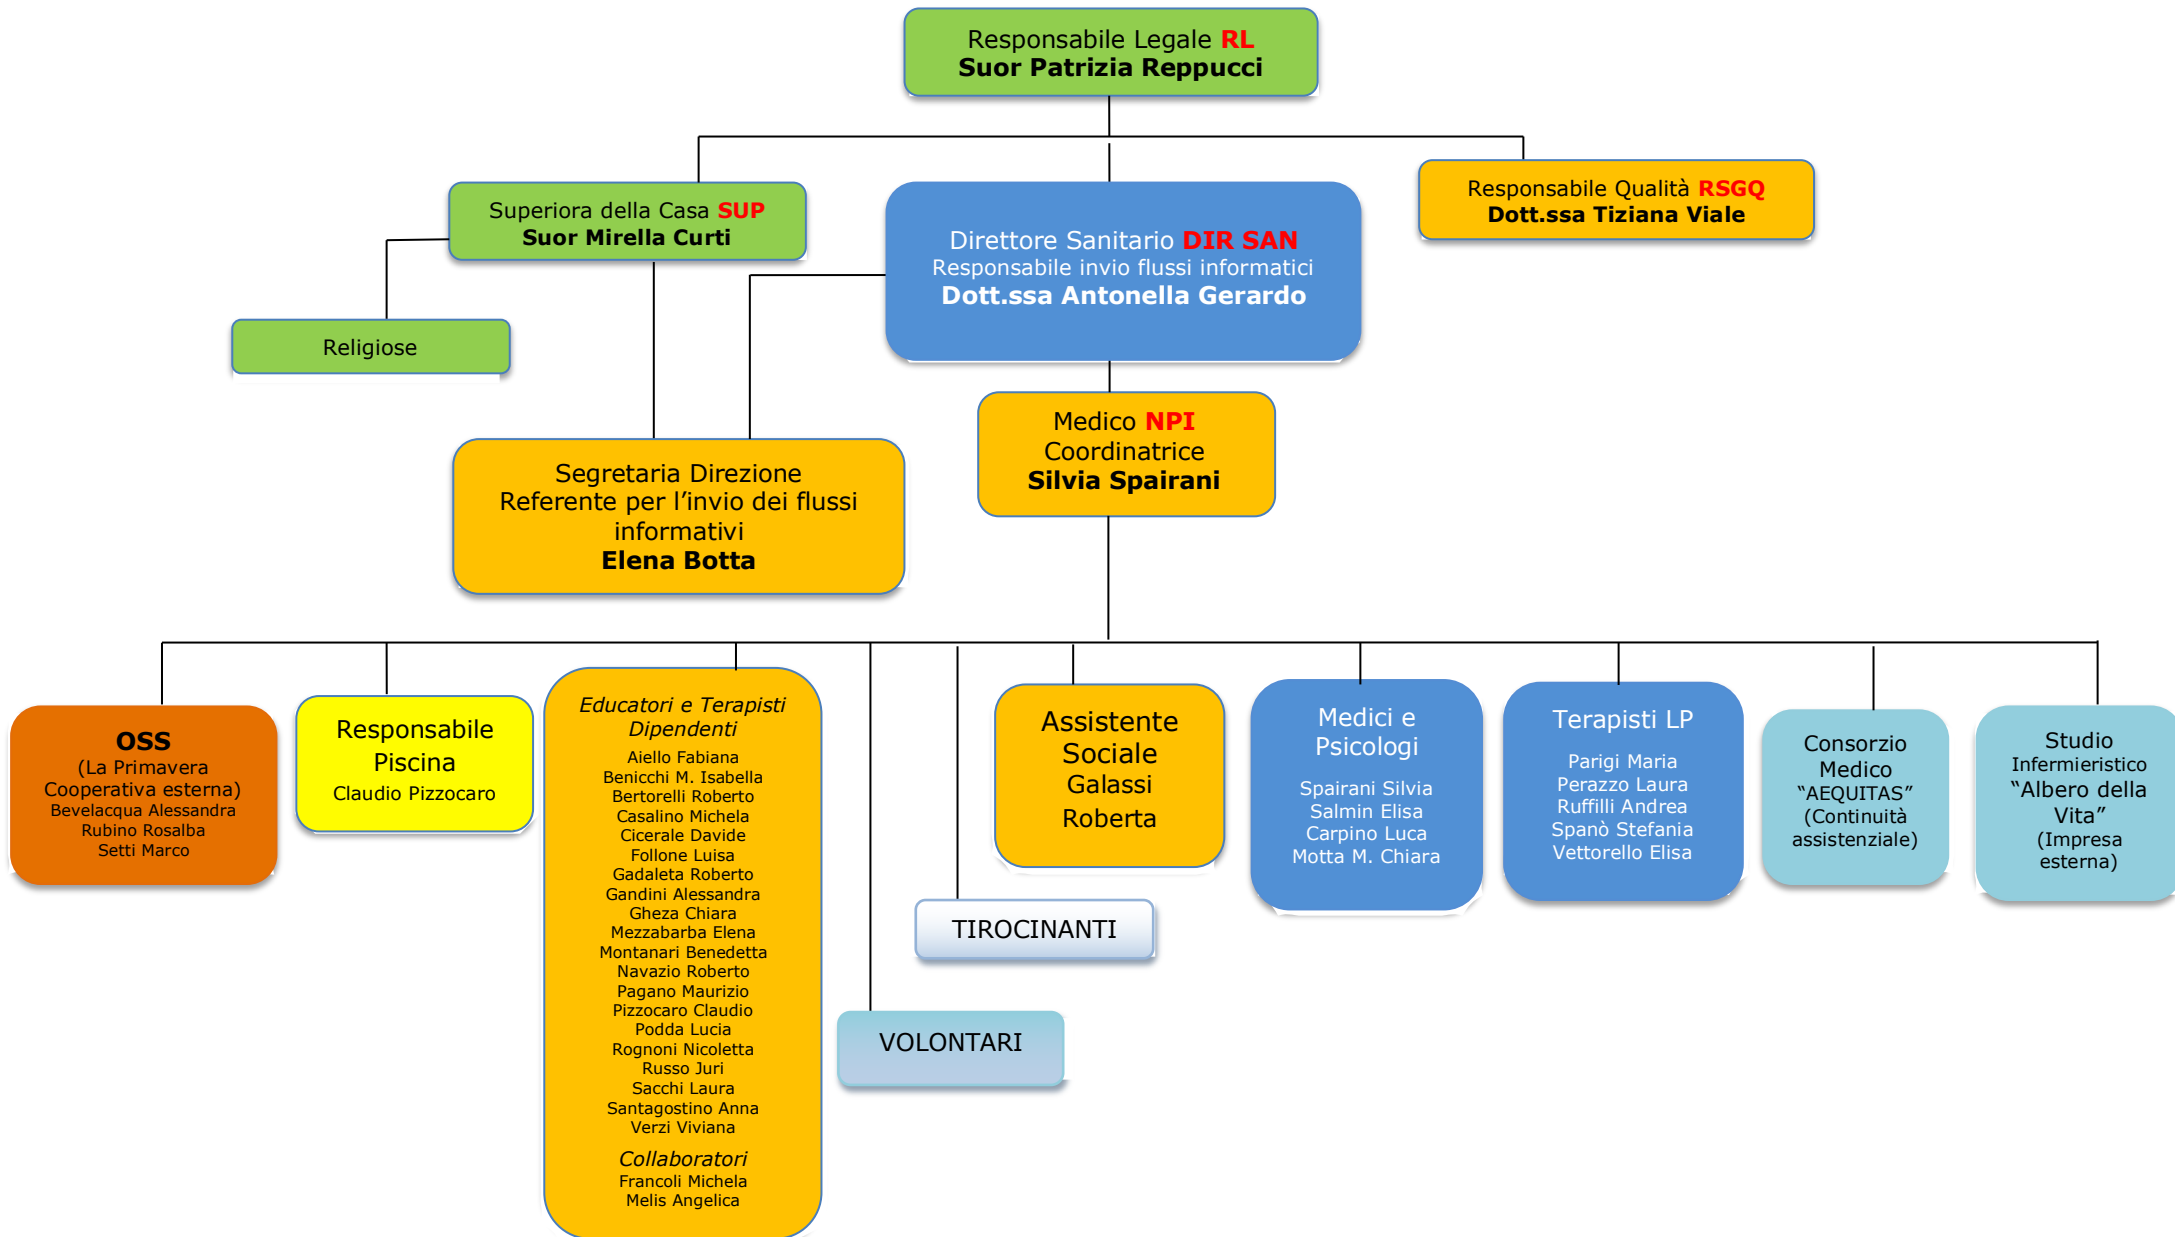 Responsabile Legale RL
Suor Patrizia Reppucci
Superiora della Casa SUP
Suor Mirella Curti
Direttore Sanitario DIR SAN
Responsabile invio flussi informatici
Dott.ssa Antonella Gerardo
Responsabile Qualità RSGQ
Dott.ssa Tiziana Viale
Religiose
Segretaria Direzione
Referente per l’invio dei flussi
informativi
Elena Botta
Medico NPI
Coordinatrice
Silvia Spairani
OSS
(La Primavera
Cooperativa esterna)
Bevelacqua Alessandra
Rubino Rosalba
Setti Marco
Responsabile
Piscina
Claudio Pizzocaro
Educatori e Terapisti
Dipendenti
Aiello Fabiana
Benicchi M. Isabella
Bertorelli Roberto
Casalino Michela
Cicerale Davide
Follone Luisa
Gadaleta Roberto
Gandini Alessandra
Gheza Chiara
Mezzabarba Elena
Montanari Benedetta
Navazio Roberto
Pagano Maurizio
Pizzocaro Claudio
Podda Lucia
Rognoni Nicoletta
Russo Juri
Sacchi Laura
Santagostino Anna
Verzi Viviana
Collaboratori
Francoli Michela
Melis Angelica
VOLONTARI
TIROCINANTI
Assistente
Sociale
Galassi
Roberta
Medici e
Psicologi
Spairani Silvia
Salmin Elisa
Carpino Luca
Motta M. Chiara
Terapisti LP
Parigi Maria
Perazzo Laura
Ruffilli Andrea
Spanò Stefania
Vettorello Elisa
Consorzio
Medico
“AEQUITAS”
(Continuità
assistenziale)
Studio
Infermieristico
“Albero della
Vita”
(Impresa
esterna)